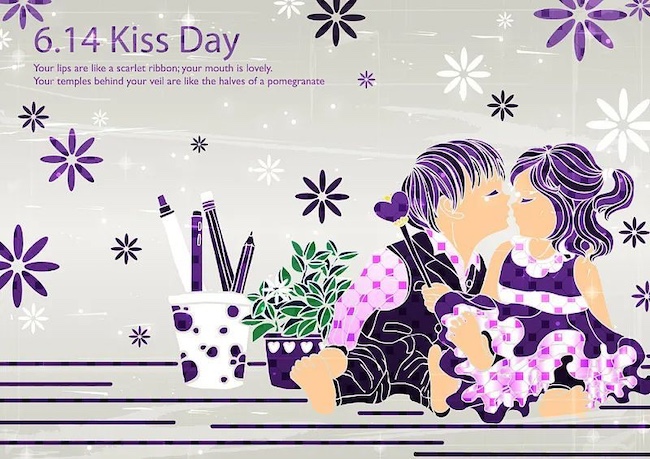 6.14 Kiss Day
Your lips are like a scarlet ribbon; your mouth is lovely.
Your temples behind your veil are like the halves of a pomegranate